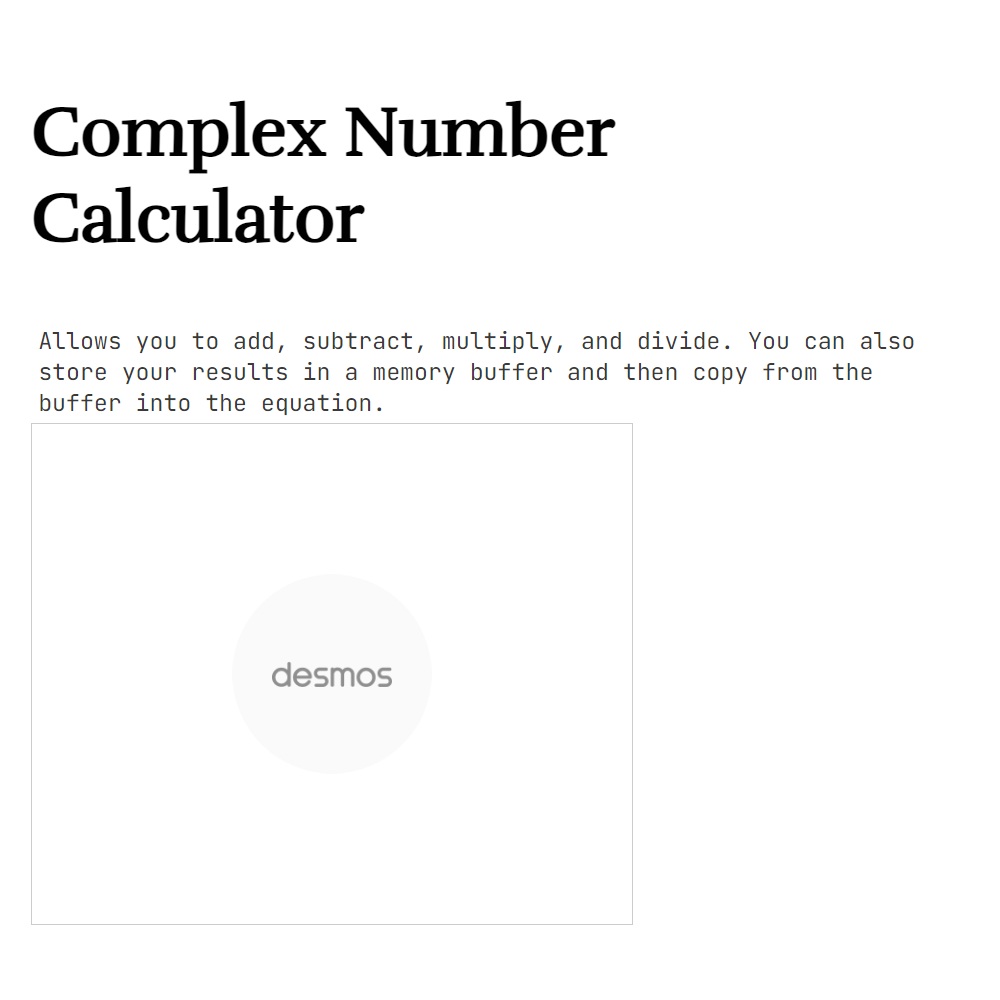 Complex Number
Calculator
Allows you to add, subtract, multiply, and divide. You can also
store your results in a memory buffer and then copy from the
buffer into the equation.
desmos